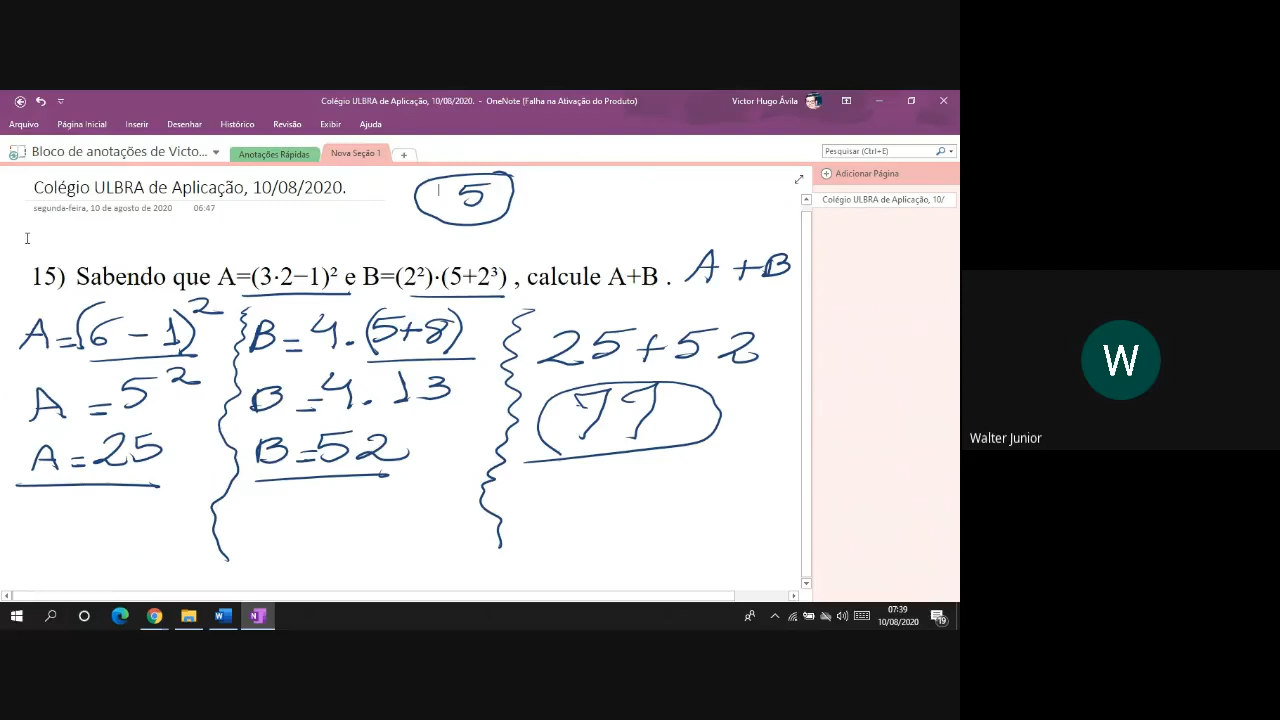 Colégio ULBRA de Aplicação, 10/08/2020. - OneNote (Falha na Ativação do Produto)
Victor Hugo Ávila
Arquivo Página Inicial Inserir Desenhar Histórico Revisão Exibir Ajuda
Bloco de anotações de Victo...
Anotações Rápidas
Nova Seção 1
+
Pesquisar (Ctrl+E)
Colégio ULBRA de Aplicação, 10/08/2020.
segunda-feira, 10 de agosto de 2020 06:47
5
Adicionar Página
Colégio ULBRA de Aplicação, 10/
15) Sabendo que A=(3·2−1)² e B=(2²)·(5+2³) , calcule A+B .
A+B
A=(6-1)²
A=5²
A=25
B=4.(5+8)
B=4.13
B=52
25+52
77
W
Walter Junior
07:39
10/08/2020
19